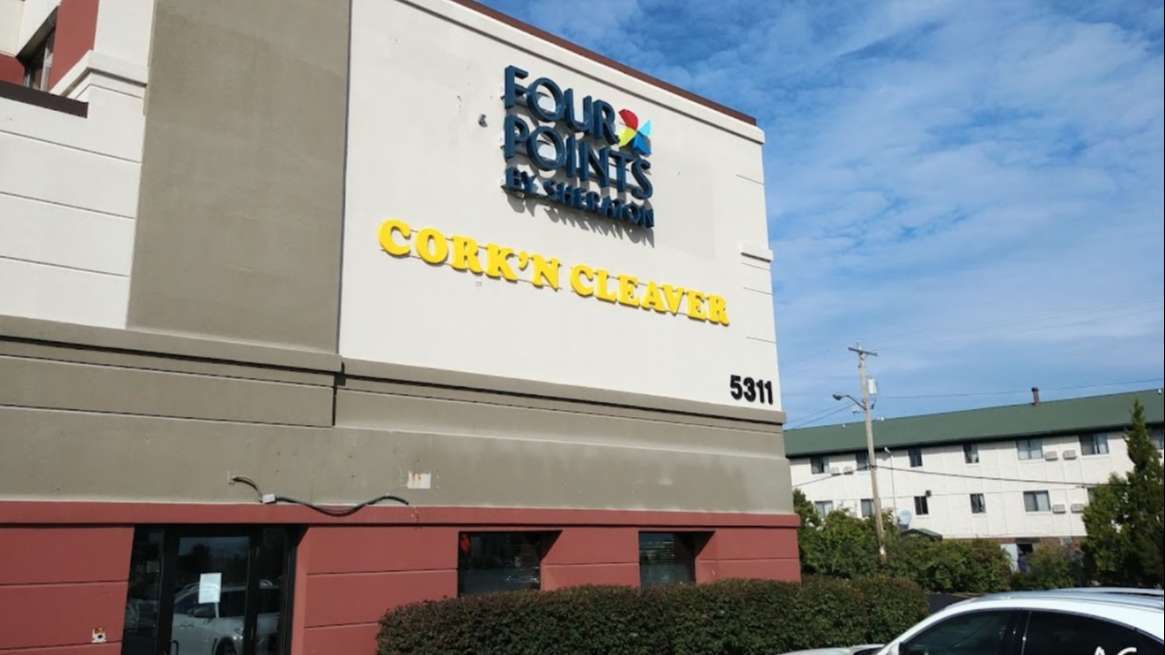 FOUR
POINTS
BY SHERATON
CORK'N CLEAVER
5311